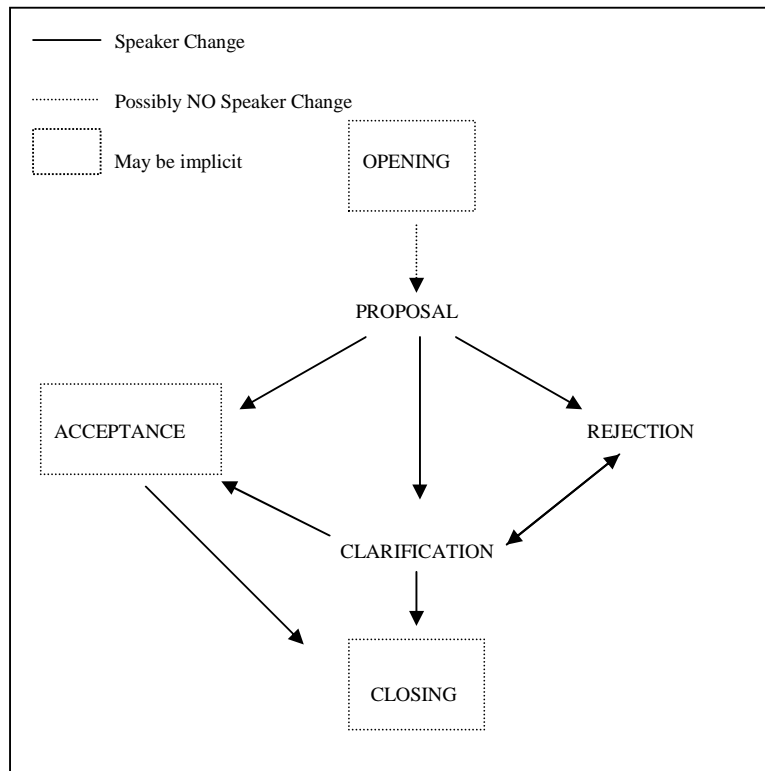 Speaker Change
Possibly NO Speaker Change
May be implicit
OPENING
PROPOSAL
ACCEPTANCE
REJECTION
CLARIFICATION
CLOSING